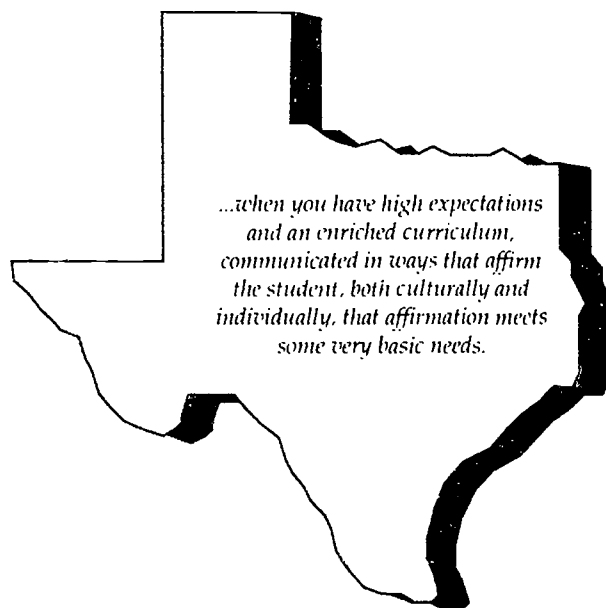 ...when you have high expectations
and an enriched curriculum,
communicated in ways that affirm
the student, both culturally and
individually, that affirmation meets
some very basic needs.